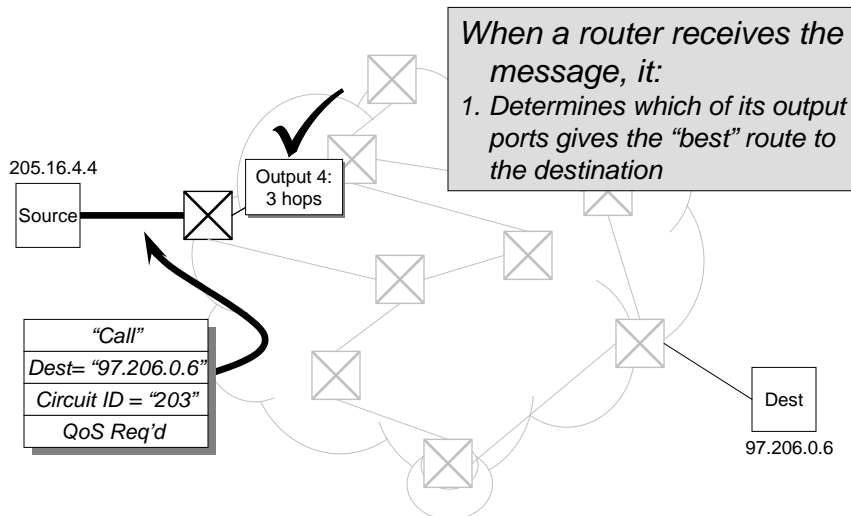 When a router receives the
message, it:
1. Determines which of its output
ports gives the “best” route to
the destination
205.16.4.4
Source
Output 4:
3 hops
“Call”
Dest= “97.206.0.6”
Circuit ID = “203”
QoS Req’d
Dest
97.206.0.6